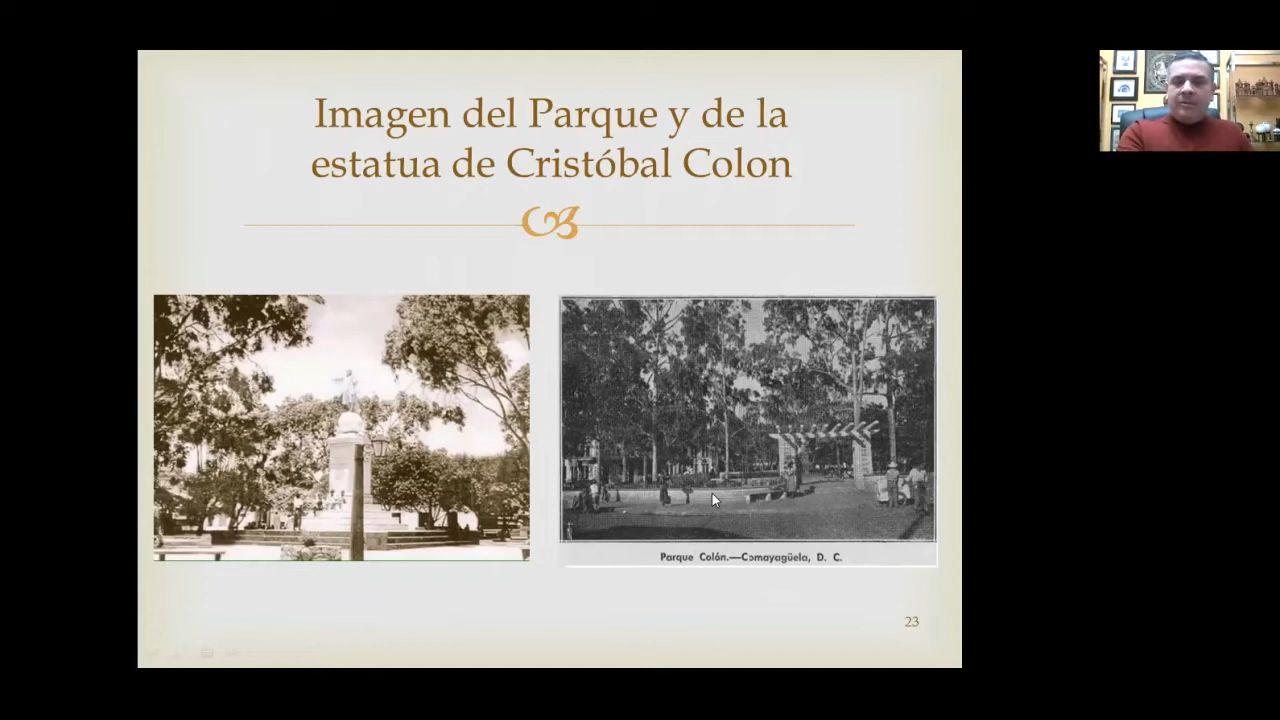 Imagen del Parque y de la
estatua de Cristóbal Colon
Parque Colón.—Comayagüela, D. C.
23